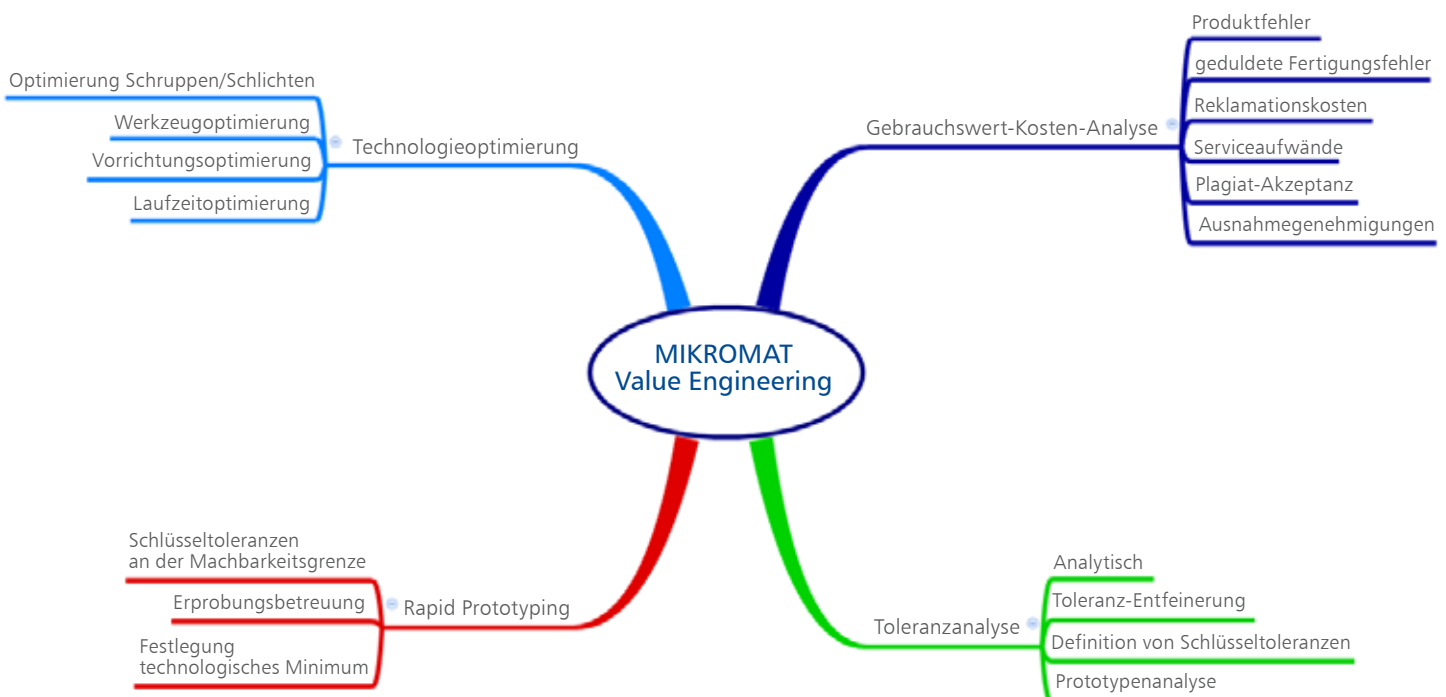 MIKROMAT
Value Engineering
Technologieoptimierung
Optimierung Schruppen/Schlichten
Werkzeugoptimierung
Vorrichtungsoptimierung
Laufzeitoptimierung
Gebrauchswert-Kosten-Analyse
Produktfehler
geduldete Fertigungsfehler
Reklamationskosten
Serviceaufwände
Plagiat-Akzeptanz
Ausnahmegenehmigungen
Rapid Prototyping
Schlüsseltoleranzen
an der Machbarkeitsgrenze
Erprobungsbetreuung
Festlegung
technologisches Minimum
Toleranzanalyse
Analytisch
Toleranz-Entfeinerung
Definition von Schlüsseltoleranzen
Prototypenanalyse